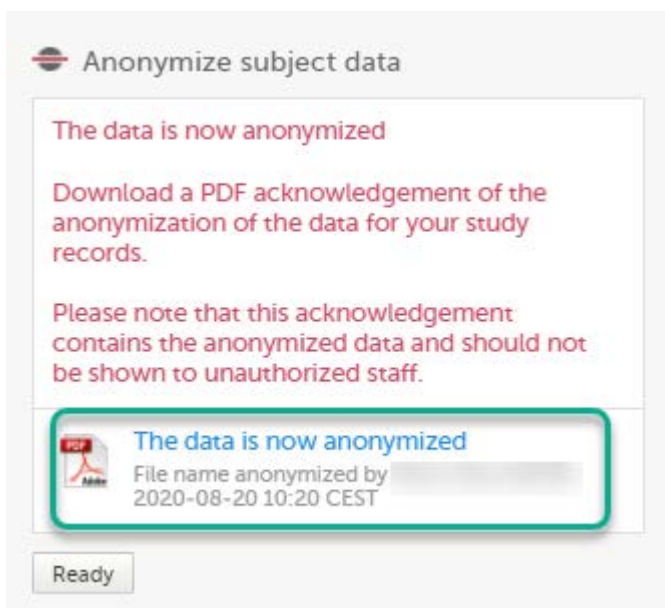 Anonymize subject data
The data is now anonymized
Download a PDF acknowledgement of the
anonymization of the data for your study
records.
Please note that this acknowledgement
contains the anonymized data and should not
be shown to unauthorized staff.
PDF
Adobe
The data is now anonymized
File name anonymized by
2020-08-20 10:20 CEST
Ready